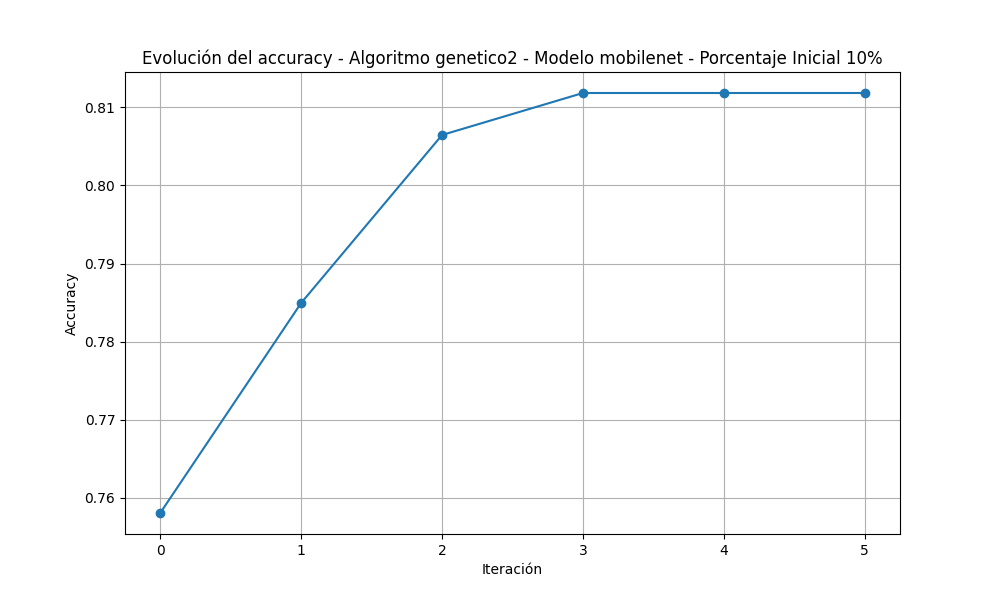 Evolución del accuracy - Algoritmo genetico2 - Modelo mobilenet - Porcentaje Inicial 10%
0.81
0.80
0.79
0.78
0.77
0.76
Accuracy
0 1 2 3 4 5
Iteración